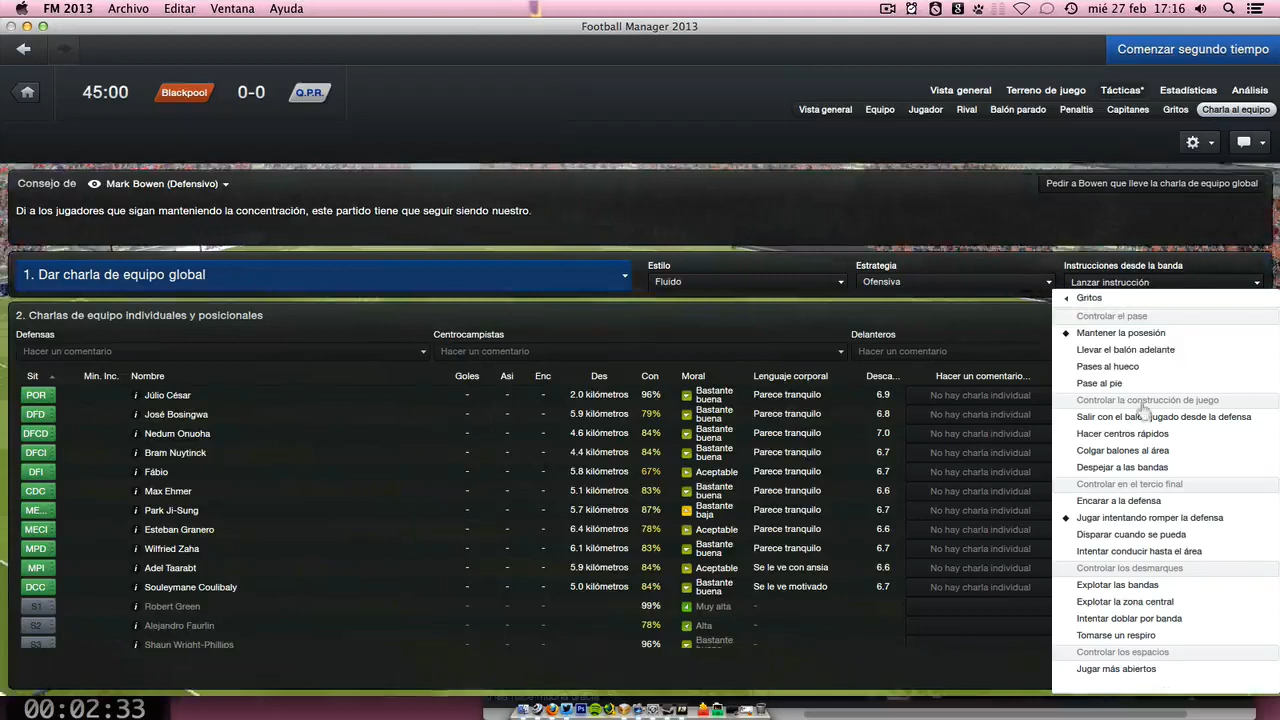 FM 2013 Archivo Editar Ventana Ayuda mié 27 feb 17:16
Football Manager 2013
Comenzar segundo tiempo
45:00 Blackpool 0-0 Q.P.R.
Vista general Terreno de juego Tácticas* Estadísticas Análisis
Vista general Equipo Jugador Rival Balón parado Penaltis Capitanes Gritos Charla al equipo
Consejo de Mark Bowen (Defensivo) Pedir a Bowen que lleve la charla de equipo global
Di a los jugadores que sigan manteniendo la concentración, este partido tiene que seguir siendo nuestro.
1. Dar charla de equipo global
Estilo Estrategia Instrucciones desde la banda
Fluido Ofensiva Lanzar instrucción
2. Charlas de equipo individuales y posicionales
Defensas Centrocampistas Delanteros
Hacer un comentario Hacer un comentario Hacer un comentario
Sit Min. Inc. Nombre Goles Asi Enc Des Con Moral Lenguaje corporal Desca... Hacer un comentario...
POR i Júlio César - - - 2.0 kilómetros 96% Bastante buena Parece tranquilo 6.9 No hay charla individual
DFD i José Bosingwa - - - 5.9 kilómetros 79% Bastante buena Parece tranquilo 6.8 No hay charla individual
DFCD i Nedum Onuoha - - - 4.6 kilómetros 84% Bastante buena Parece tranquilo 7.0 No hay charla individual
DFCI i Bram Nuytinck - - - 4.4 kilómetros 84% Bastante buena Parece tranquilo 6.7 No hay charla individual
DFI i Fábio - - - 5.8 kilómetros 67% Aceptable Parece tranquilo 6.7 No hay charla individual
CDC i Max Ehmer - - - 5.1 kilómetros 83% Bastante buena Parece tranquilo 6.6 No hay charla individual
ME... i Park Ji-Sung - - - 5.7 kilómetros 87% Bastante baja Parece tranquilo 6.7 No hay charla individual
MECI i Esteban Granero - - - 6.4 kilómetros 78% Aceptable Parece tranquilo 6.6 No hay charla individual
MPD i Wilfried Zaha - - - 6.1 kilómetros 83% Bastante buena Parece tranquilo 6.7 No hay charla individual
MPI i Adel Taarabt - - - 5.9 kilómetros 84% Aceptable Se le ve con ansia 6.6 No hay charla individual
DCC i Souleymane Coulibaly - - - 5.0 kilómetros 84% Bastante buena Se le ve motivado 6.7 No hay charla individual
S1 i Robert Green 99% Muy alta -
S2 i Alejandro Faurlin 78% Alta -
S3 i Shaun Wright-Phillips 96% Bastante buena -
Gritos
Controlar el pase
Mantener la posesión
Llevar el balón adelante
Pases al hueco
Pase al pie
Controlar la construcción de juego
Salir con el balón jugado desde la defensa
Hacer centros rápidos
Colgar balones al área
Despejar a las bandas
Controlar en el tercio final
Encarar a la defensa
Jugar intentando romper la defensa
Disparar cuando se pueda
Intentar conducir hasta el área
Controlar los desmarques
Explotar las bandas
Explotar la zona central
Intentar doblar por banda
Tomarse un respiro
Controlar los espacios
Jugar más abiertos
00:02:33